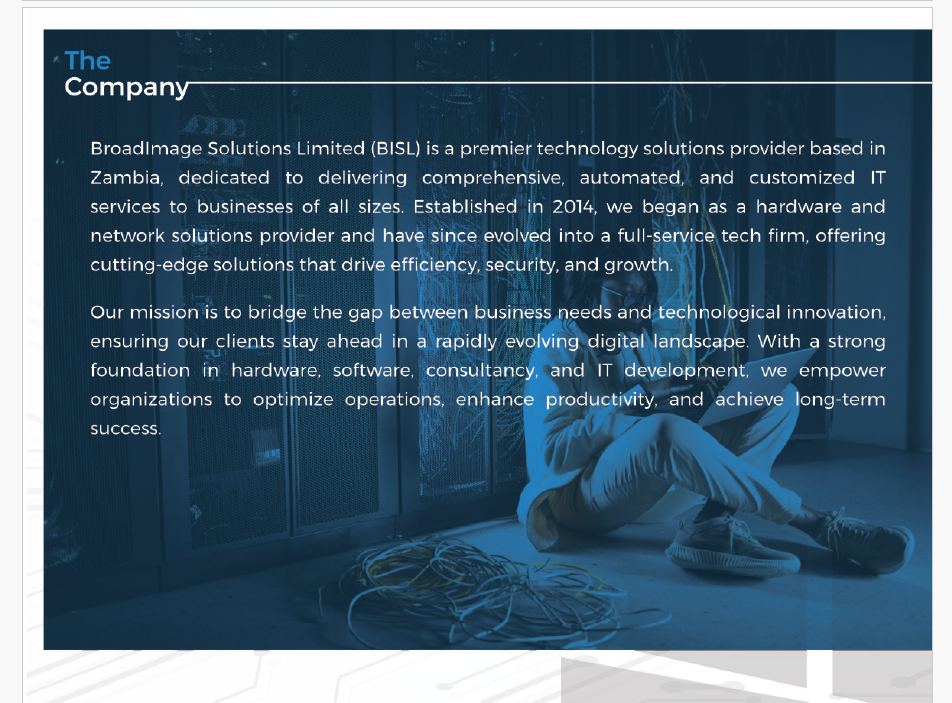 The
Company
BroadImage Solutions Limited (BISL) is a premier technology solutions provider based in
Zambia, dedicated to delivering comprehensive, automated, and customized IT
services to businesses of all sizes. Established in 2014, we began as a hardware and
network solutions provider and have since evolved into a full-service tech firm, offering
cutting-edge solutions that drive efficiency, security, and growth.
Our mission is to bridge the gap between business needs and technological innovation,
ensuring our clients stay ahead in a rapidly evolving digital landscape. With a strong
foundation in hardware, software, consultancy, and IT development, we empower
organizations to optimize operations, enhance productivity, and achieve long-term
success.